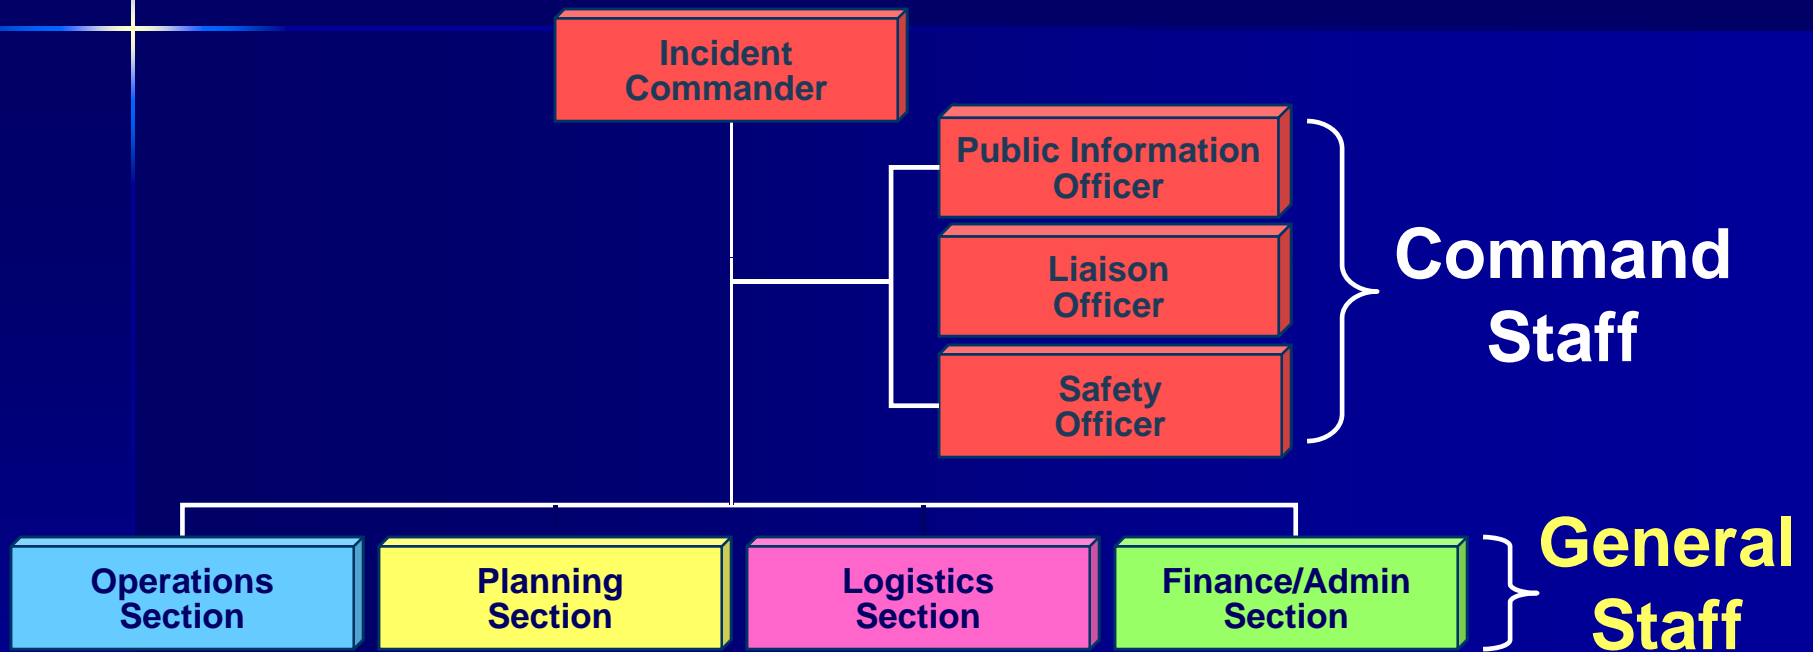 Incident
Commander
Public Information
Officer
Liaison
Officer
Safety
Officer
Command
Staff
Operations
Section
Planning
Section
Logistics
Section
Finance/Admin
Section
General
Staff